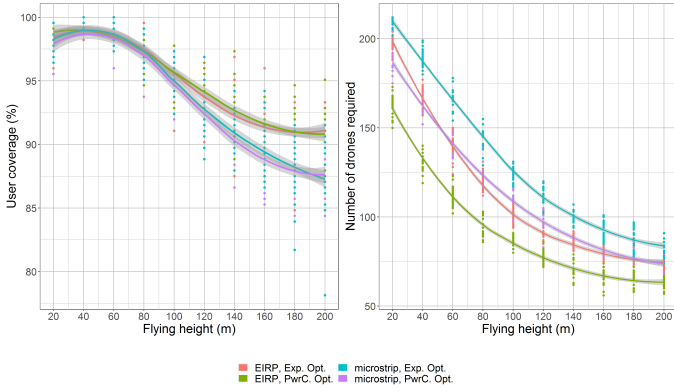 User coverage (%)
100
95
90
85
80
20 40 60 80 100 120 140 160 180 200
Flying height (m)
Number of drones required
200
150
100
50
20 40 60 80 100 120 140 160 180 200
Flying height (m)
EIRP, Exp. Opt. microstrip, Exp. Opt.
EIRP, PwrC. Opt. microstrip, PwrC. Opt.